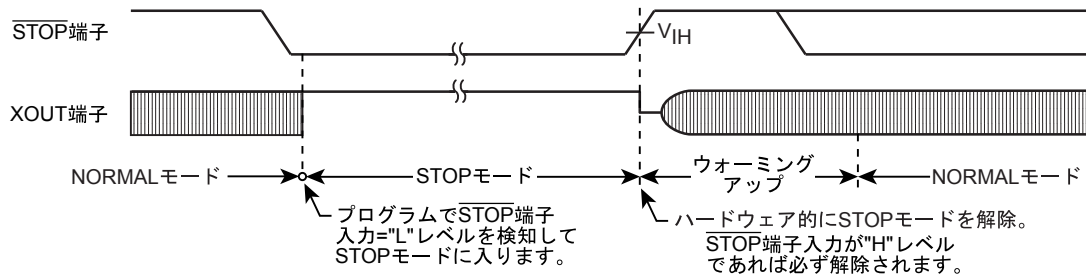 STOP端子
VIH
XOUT端子
NORMALモード
STOPモード
ウォーミング
アップ
NORMALモード
プログラムでSTOP端子
入力="L"レベルを検知して
STOPモードに入ります。
ハードウェア的にSTOPモードを解除。
STOP端子入力が"H"レベル
であれば必ず解除されます。